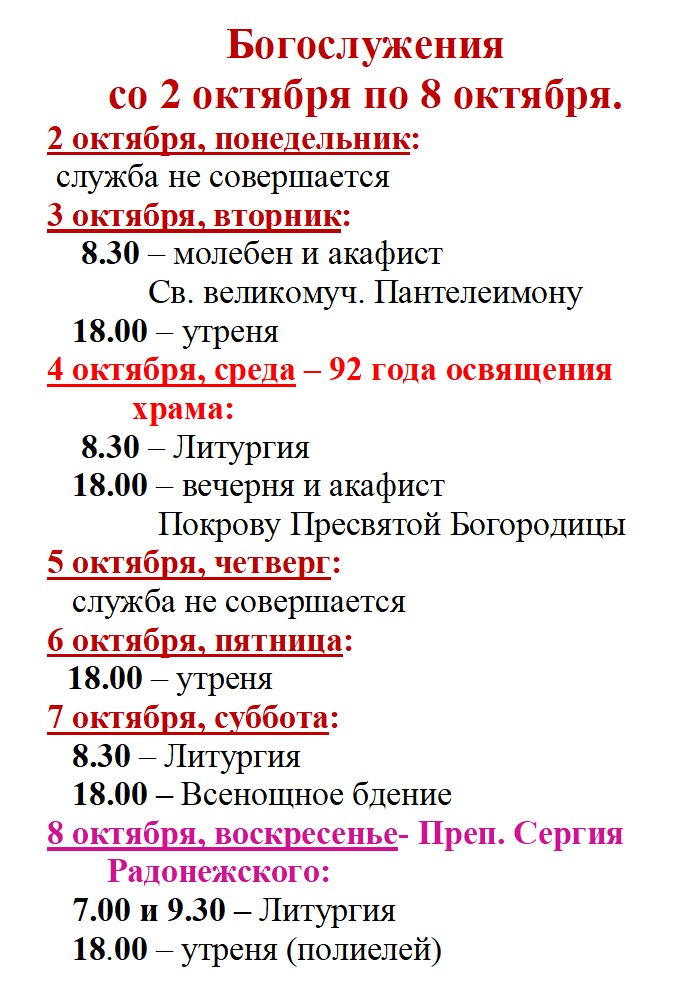 Богослужения
со 2 октября по 8 октября.
2 октября, понедельник:
служба не совершается
3 октября, вторник:
8.30 – молебен и акафист
Св. великомуч. Пантелеимону
18.00 – утреня
4 октября, среда – 92 года освящения
храма:
8.30 – Литургия
18.00 – вечерня и акафист
Покрову Пресвятой Богородицы
5 октября, четверг:
служба не совершается
6 октября, пятница:
18.00 – утреня
7 октября, суббота:
8.30 – Литургия
18.00 – Всенощное бдение
8 октября, воскресенье- Преп. Сергия
Радонежского:
7.00 и 9.30 – Литургия
18.00 – утреня (полиелей)